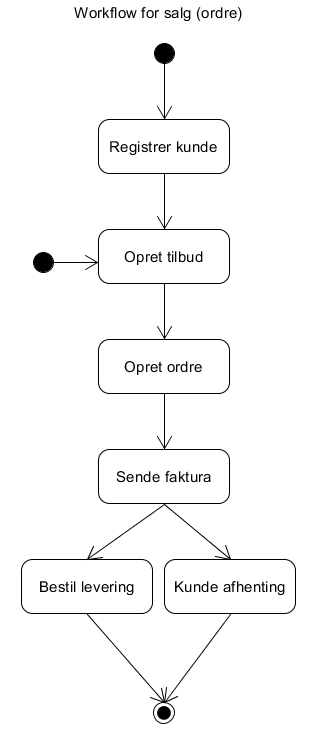 Workflow for salg (ordre)
Registrer kunde
Opret tilbud
Opret ordre
Sende faktura
Bestil levering
Kunde afhenting